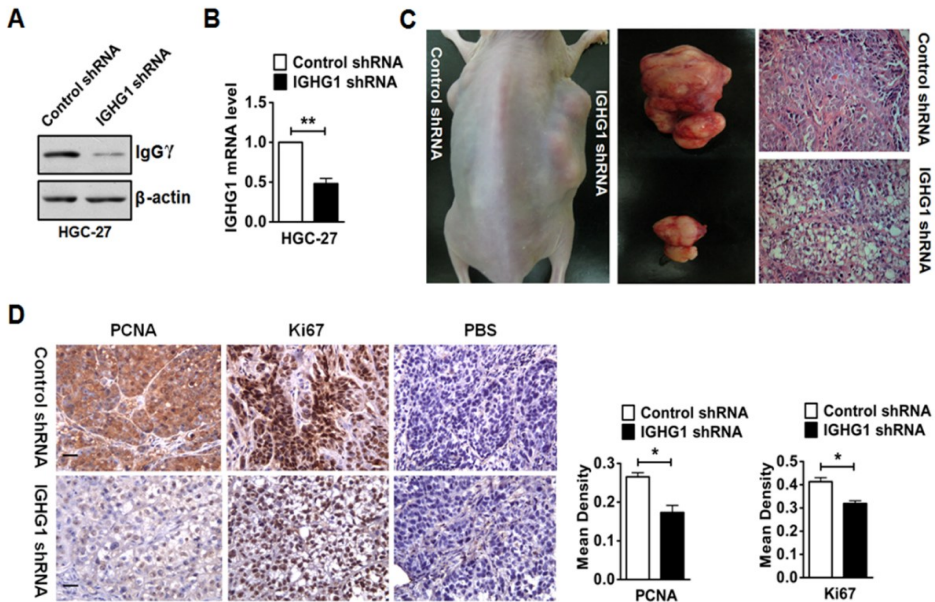 A
Control shRNA
IGHG1 shRNA
IgGγ
β-actin
HGC-27
B
Control shRNA
IGHG1 shRNA
IGHG1 mRNA level
1.5
1.0
0.5
0.0
**
HGC-27
C
Control shRNA
IGHG1 shRNA
Control shRNA
IGHG1 shRNA
D
PCNA
Ki67
PBS
Control shRNA
IGHG1 shRNA
Control shRNA
IGHG1 shRNA
Mean Density
0.3
0.2
0.1
0.0
*
PCNA
Control shRNA
IGHG1 shRNA
Mean Density
0.5
0.4
0.3
0.2
0.1
0.0
*
Ki67